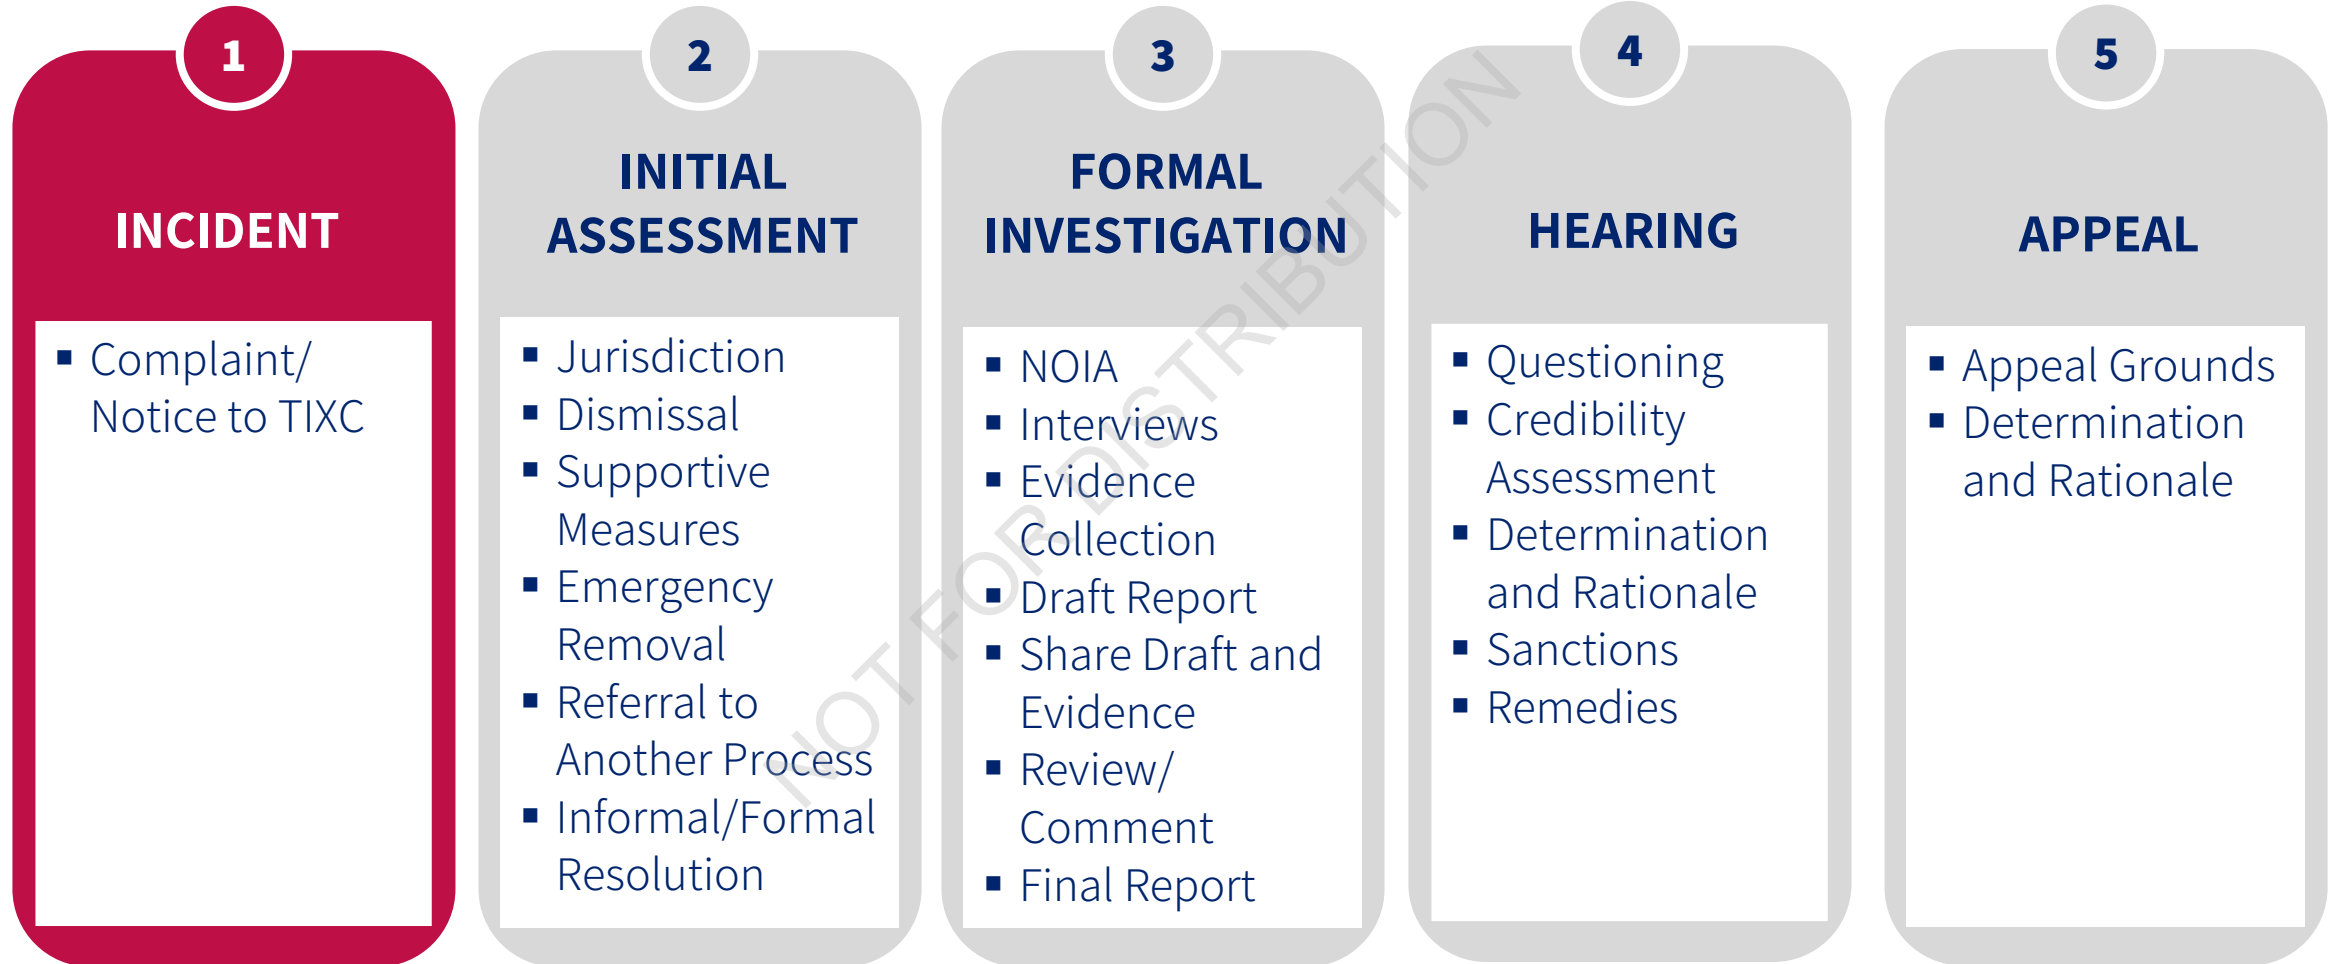 1
INCIDENT
▪ Complaint/
Notice to TIXC
2
INITIAL
ASSESSMENT
▪ Jurisdiction
▪ Dismissal
▪ Supportive
Measures
▪ Emergency
Removal
▪ Referral to
Another Process
▪ Informal/Formal
Resolution
3
FORMAL
INVESTIGATION
▪ NOIA
▪ Interviews
▪ Evidence
Collection
▪ Draft Report
▪ Share Draft and
Evidence
▪ Review/
Comment
▪ Final Report
4
HEARING
▪ Questioning
▪ Credibility
Assessment
▪ Determination
and Rationale
▪ Sanctions
▪ Remedies
5
APPEAL
▪ Appeal Grounds
▪ Determination
and Rationale
NOT FOR DISTRIBUTION